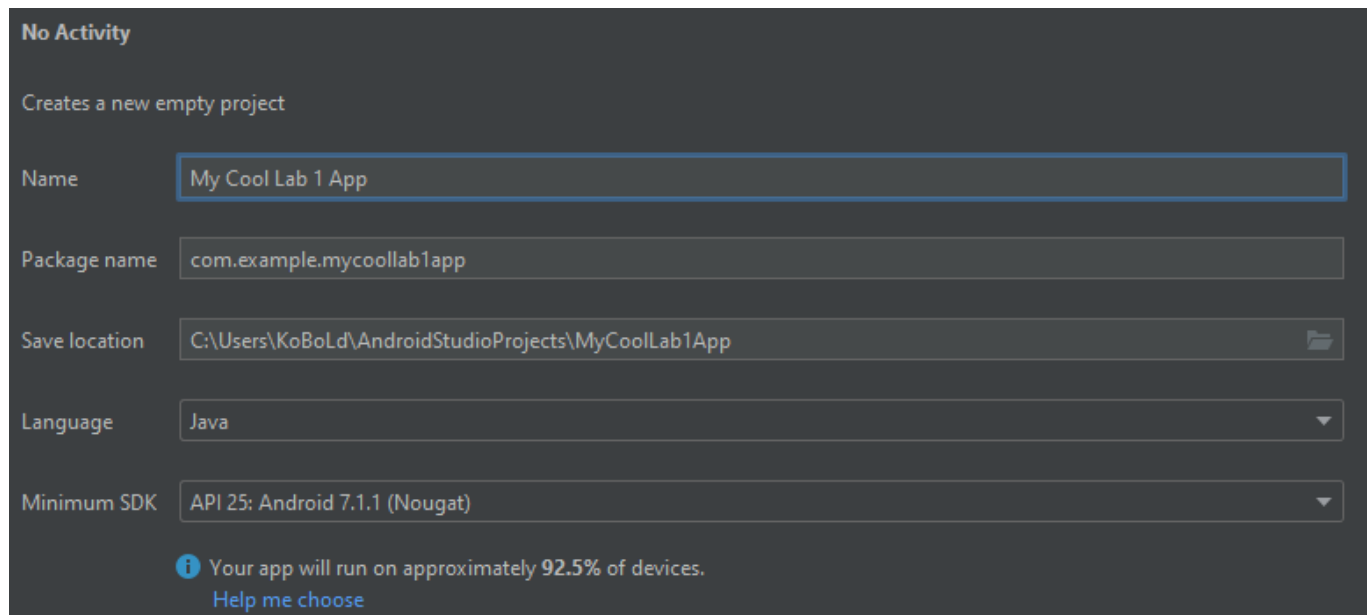 No Activity
Creates a new empty project
Name My Cool Lab 1 App
Package name com.example.mycoollab1app
Save location C:\Users\KoBoLd\AndroidStudioProjects\MyCoolLab1App
Language Java
Minimum SDK API 25: Android 7.1.1 (Nougat)
Your app will run on approximately 92.5% of devices.
Help me choose